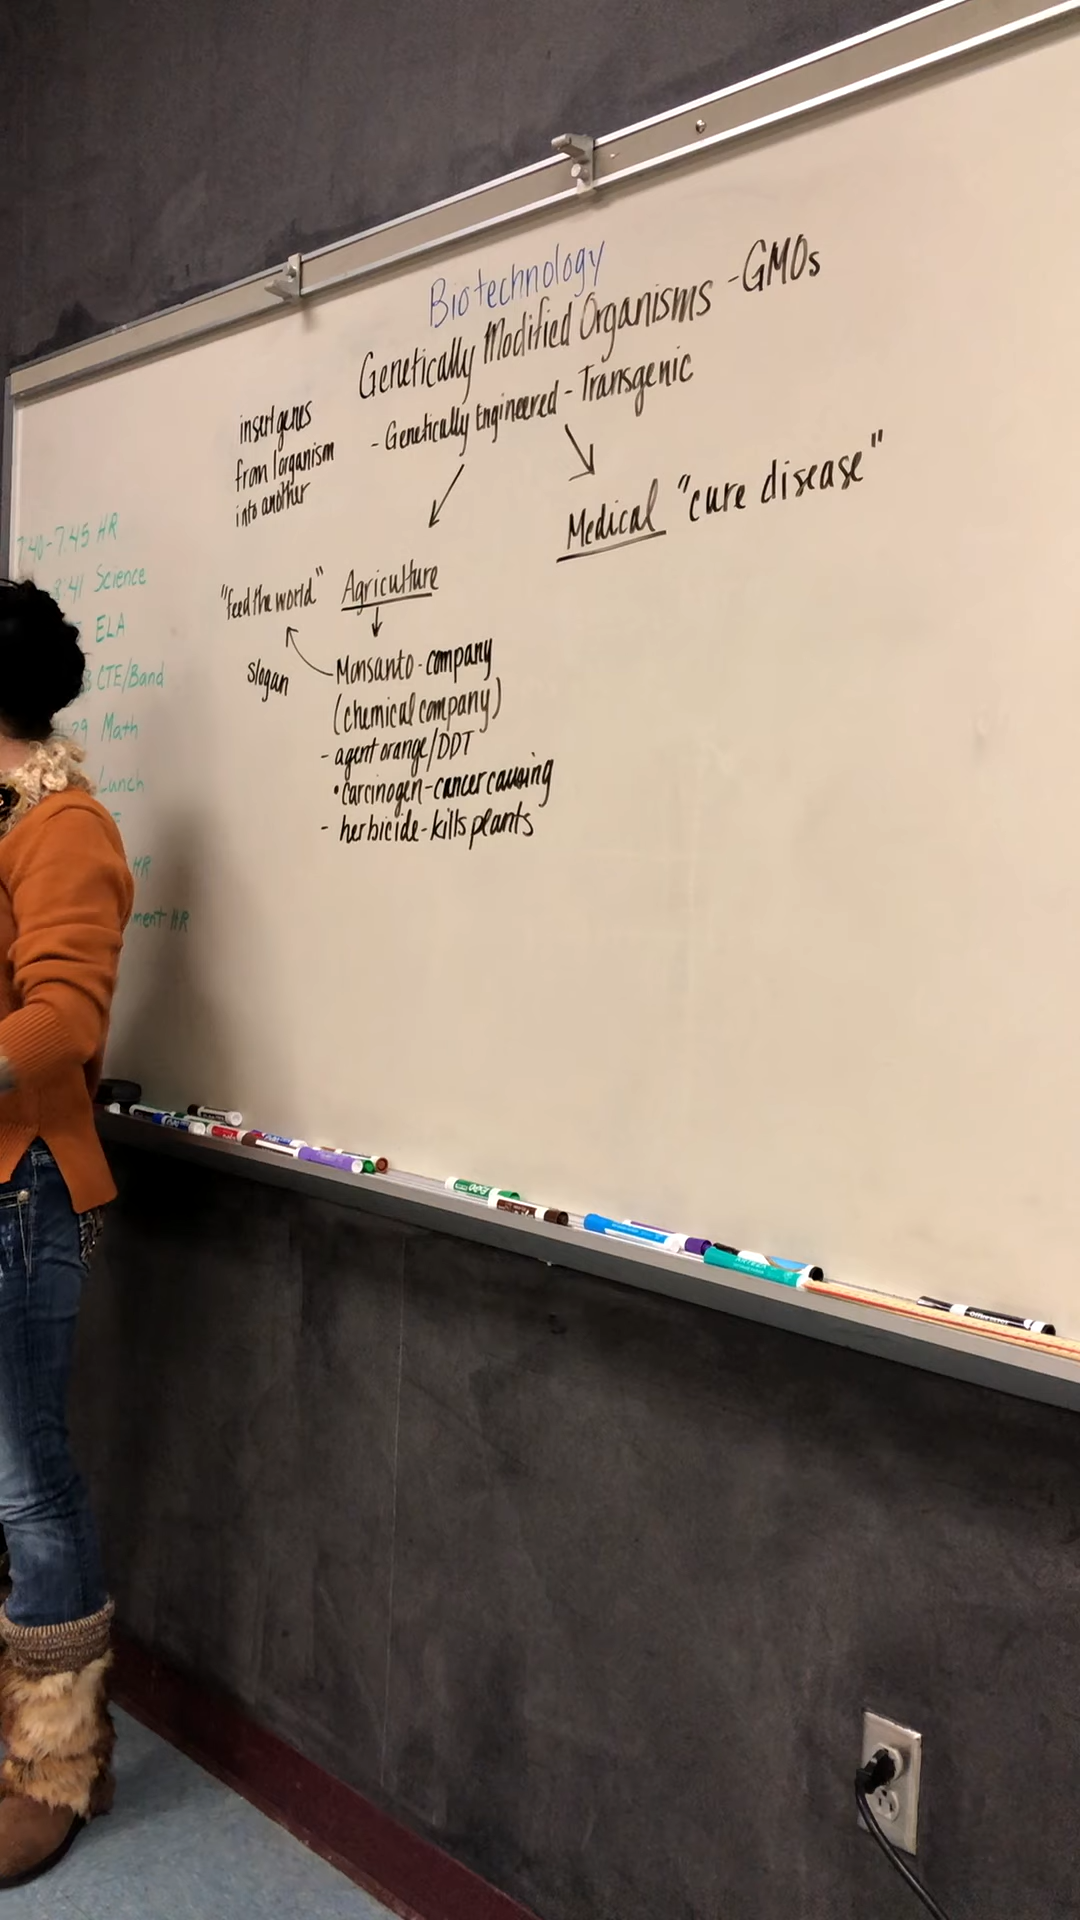 Biotechnology
Genetically Modified Organisms - GMOs
- Genetically Engineered - Transgenic
insert genes
from 1 organism
into another
Medical "cure disease"
"feed the world" Agriculture
slogan
Monsanto - company
(chemical company)
- agent orange/DDT
• carcinogen - cancer causing
- herbicide - kills plants
7:40-7:45 HR
8:41 Science
ELA
CTE/Band
Math
Lunch
HR
HR